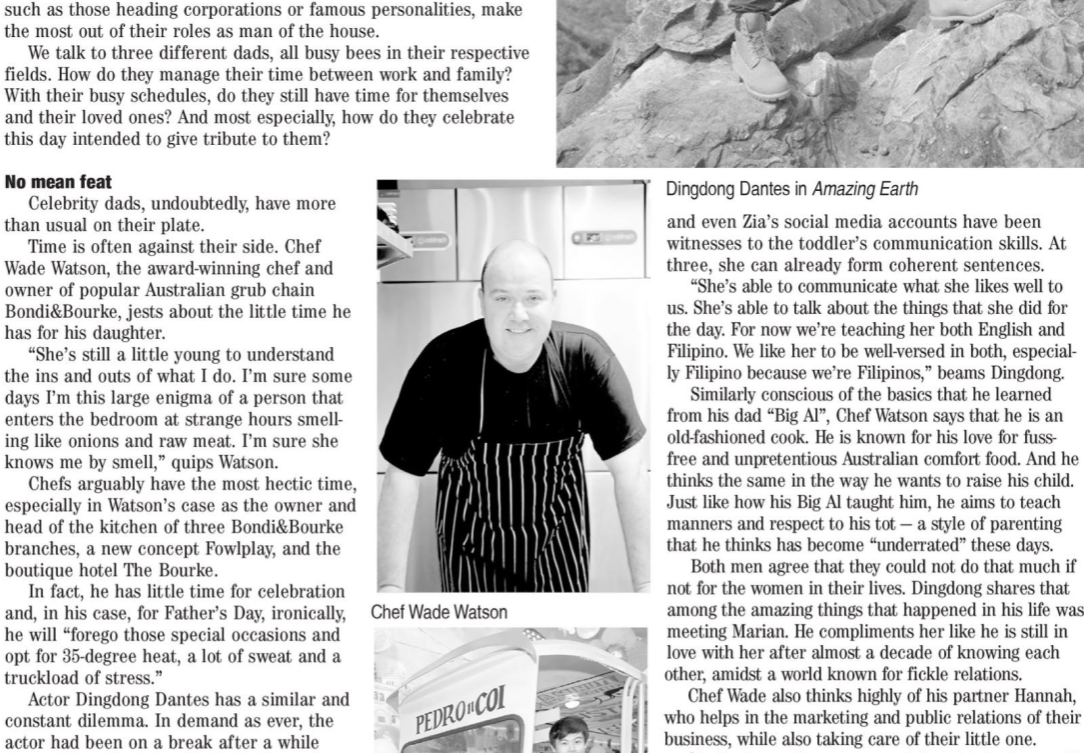 such as those heading corporations or famous personalities, make
the most out of their roles as man of the house.
We talk to three different dads, all busy bees in their respective
fields. How do they manage their time between work and family?
With their busy schedules, do they still have time for themselves
and their loved ones? And most especially, how do they celebrate
this day intended to give tribute to them?
No mean feat
Celebrity dads, undoubtedly, have more
than usual on their plate.
Time is often against their side. Chef
Wade Watson, the award-winning chef and
owner of popular Australian grub chain
Bondi&Bourke, jests about the little time he
has for his daughter.
“She’s still a little young to understand
the ins and outs of what I do. I’m sure some
days I’m this large enigma of a person that
enters the bedroom at strange hours smell-
ing like onions and raw meat. I’m sure she
knows me by smell,” quips Watson.
Chefs arguably have the most hectic time,
especially in Watson’s case as the owner and
head of the kitchen of three Bondi&Bourke
branches, a new concept Fowlplay, and the
boutique hotel The Bourke.
In fact, he has little time for celebration
and, in his case, for Father’s Day, ironically,
he will “forego those special occasions and
opt for 35-degree heat, a lot of sweat and a
truckload of stress.”
Actor Dingdong Dantes has a similar and
constant dilemma. In demand as ever, the
actor had been on a break after a while
Chef Wade Watson
PEDRO COI
Dingdong Dantes in Amazing Earth
and even Zia’s social media accounts have been
witnesses to the toddler’s communication skills. At
three, she can already form coherent sentences.
“She’s able to communicate what she likes well to
us. She’s able to talk about the things that she did for
the day. For now we’re teaching her both English and
Filipino. We like her to be well-versed in both, especial-
ly Filipino because we’re Filipinos,” beams Dingdong.
Similarly conscious of the basics that he learned
from his dad “Big Al”, Chef Watson says that he is an
old-fashioned cook. He is known for his love for fuss-
free and unpretentious Australian comfort food. And he
thinks the same in the way he wants to raise his child.
Just like how his Big Al taught him, he aims to teach
manners and respect to his tot — a style of parenting
that he thinks has become “underrated” these days.
Both men agree that they could not do that much if
not for the women in their lives. Dingdong shares that
among the amazing things that happened in his life was
meeting Marian. He compliments her like he is still in
love with her after almost a decade of knowing each
other, amidst a world known for fickle relations.
Chef Wade also thinks highly of his partner Hannah,
who helps in the marketing and public relations of their
business, while also taking care of their little one.